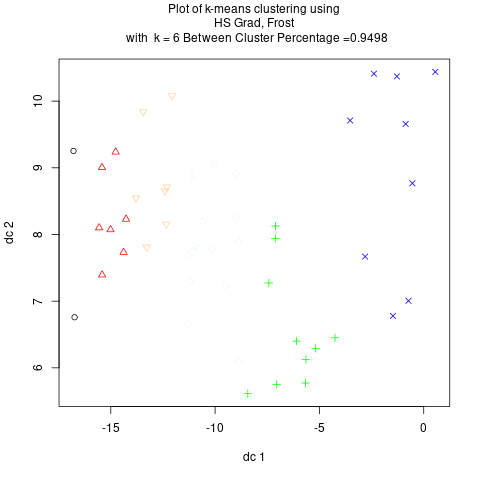 Plot of k-means clustering using
HS Grad, Frost
with k = 6 Between Cluster Percentage =0.9498
10
9
8
7
6
dc 2
-15 -10 -5 0
dc 1